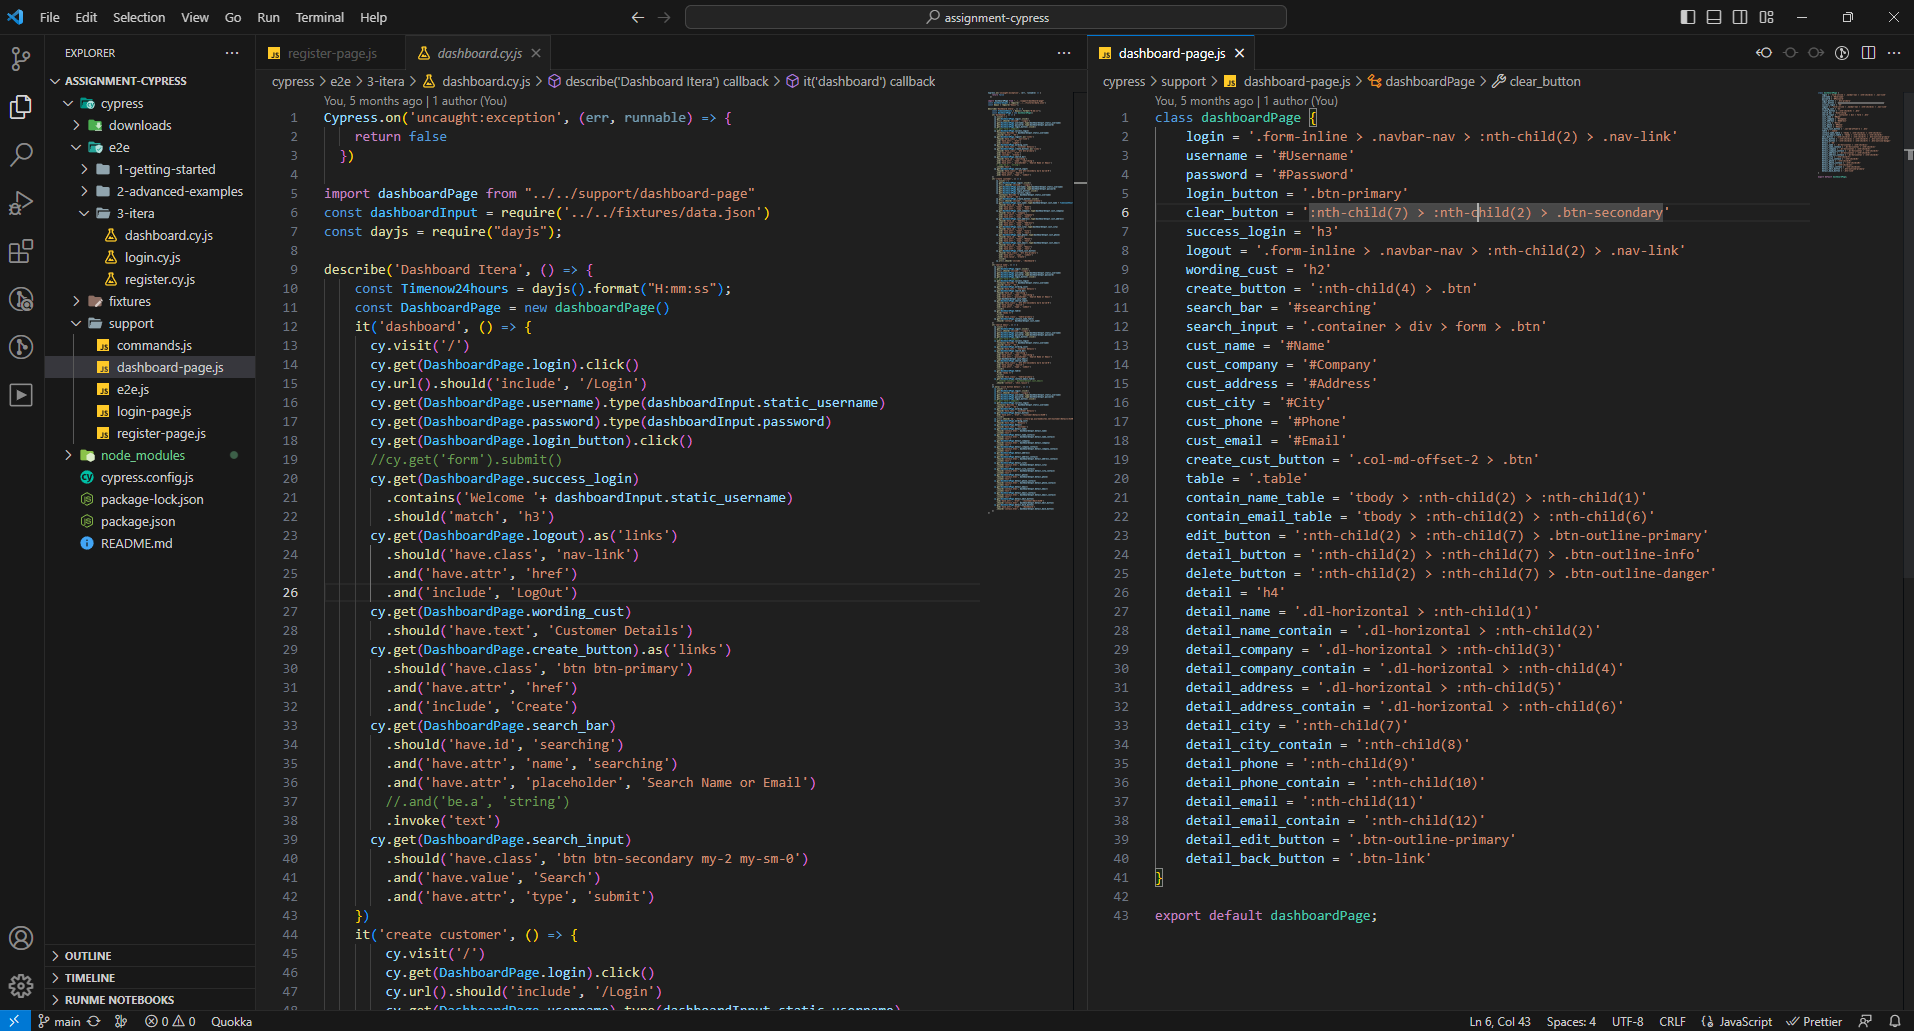 File Edit Selection View Go Run Terminal Help
assignment-cypress
EXPLORER
ASSIGNMENT-CYPRESS
cypress
downloads
e2e
1-getting-started
2-advanced-examples
3-itera
dashboard.cy.js
login.cy.js
register.cy.js
fixtures
support
commands.js
dashboard-page.js
e2e.js
login-page.js
register-page.js
node_modules
cypress.config.js
package-lock.json
package.json
README.md
OUTLINE
TIMELINE
RUNME NOTEBOOKS
register-page.js
dashboard.cy.js
cypress > e2e > 3-itera > dashboard.cy.js > describe('Dashboard Itera') callback > it('dashboard') callback
You, 5 months ago | 1 author (You)
1 Cypress.on('uncaught:exception', (err, runnable) => {
2 return false
3 })
4
5 import dashboardPage from "../../support/dashboard-page"
6 const dashboardInput = require('../../fixtures/data.json')
7 const dayjs = require("dayjs");
8
9 describe('Dashboard Itera', () => {
10 const Timenow24hours = dayjs().format("H:mm:ss");
11 const DashboardPage = new dashboardPage()
12 it('dashboard', () => {
13 cy.visit('/')
14 cy.get(DashboardPage.login).click()
15 cy.url().should('include', '/Login')
16 cy.get(DashboardPage.username).type(dashboardInput.static_username)
17 cy.get(DashboardPage.password).type(dashboardInput.password)
18 cy.get(DashboardPage.login_button).click()
19 //cy.get('form').submit()
20 cy.get(DashboardPage.success_login)
21 .contains('Welcome '+ dashboardInput.static_username)
22 .should('match', 'h3')
23 cy.get(DashboardPage.logout).as('links')
24 .should('have.class', 'nav-link')
25 .and('have.attr', 'href')
26 .and('include', 'LogOut')
27 cy.get(DashboardPage.wording_cust)
28 .should('have.text', 'Customer Details')
29 cy.get(DashboardPage.create_button).as('links')
30 .should('have.class', 'btn btn-primary')
31 .and('have.attr', 'href')
32 .and('include', 'Create')
33 cy.get(DashboardPage.search_bar)
34 .should('have.id', 'searching')
35 .and('have.attr', 'name', 'searching')
36 .and('have.attr', 'placeholder', 'Search Name or Email')
37 //.and('be.a', 'string')
38 .invoke('text')
39 cy.get(DashboardPage.search_input)
40 .should('have.class', 'btn btn-secondary my-2 my-sm-0')
41 .and('have.value', 'Search')
42 .and('have.attr', 'type', 'submit')
43 })
44 it('create customer', () => {
45 cy.visit('/')
46 cy.get(DashboardPage.login).click()
47 cy.url().should('include', '/Login')
48 cy.get(DashboardPage.username).type(dashboardInput.static_username)
dashboard-page.js
cypress > support > dashboard-page.js > dashboardPage > clear_button
You, 5 months ago | 1 author (You)
1 class dashboardPage {
2 login = '.form-inline > .navbar-nav > :nth-child(2) > .nav-link'
3 username = '#Username'
4 password = '#Password'
5 login_button = '.btn-primary'
6 clear_button = ':nth-child(7) > :nth-child(2) > .btn-secondary'
7 success_login = 'h3'
8 logout = '.form-inline > .navbar-nav > :nth-child(2) > .nav-link'
9 wording_cust = 'h2'
10 create_button = ':nth-child(4) > .btn'
11 search_bar = '#searching'
12 search_input = '.container > div > form > .btn'
13 cust_name = '#Name'
14 cust_company = '#Company'
15 cust_address = '#Address'
16 cust_city = '#City'
17 cust_phone = '#Phone'
18 cust_email = '#Email'
19 create_cust_button = '.col-md-offset-2 > .btn'
20 table = '.table'
21 contain_name_table = 'tbody > :nth-child(2) > :nth-child(1)'
22 contain_email_table = 'tbody > :nth-child(2) > :nth-child(6)'
23 edit_button = ':nth-child(2) > :nth-child(7) > .btn-outline-primary'
24 detail_button = ':nth-child(2) > :nth-child(7) > .btn-outline-info'
25 delete_button = ':nth-child(2) > :nth-child(7) > .btn-outline-danger'
26 detail = 'h4'
27 detail_name = '.dl-horizontal > :nth-child(1)'
28 detail_name_contain = '.dl-horizontal > :nth-child(2)'
29 detail_company = '.dl-horizontal > :nth-child(3)'
30 detail_company_contain = '.dl-horizontal > :nth-child(4)'
31 detail_address = '.dl-horizontal > :nth-child(5)'
32 detail_address_contain = '.dl-horizontal > :nth-child(6)'
33 detail_city = ':nth-child(7)'
34 detail_city_contain = ':nth-child(8)'
35 detail_phone = ':nth-child(9)'
36 detail_phone_contain = ':nth-child(10)'
37 detail_email = ':nth-child(11)'
38 detail_email_contain = ':nth-child(12)'
39 detail_edit_button = '.btn-outline-primary'
40 detail_back_button = '.btn-link'
41 }
42
43 export default dashboardPage;
main 0 0 Quokka
Ln 6, Col 43 Spaces: 4 UTF-8 CRLF JavaScript Prettier